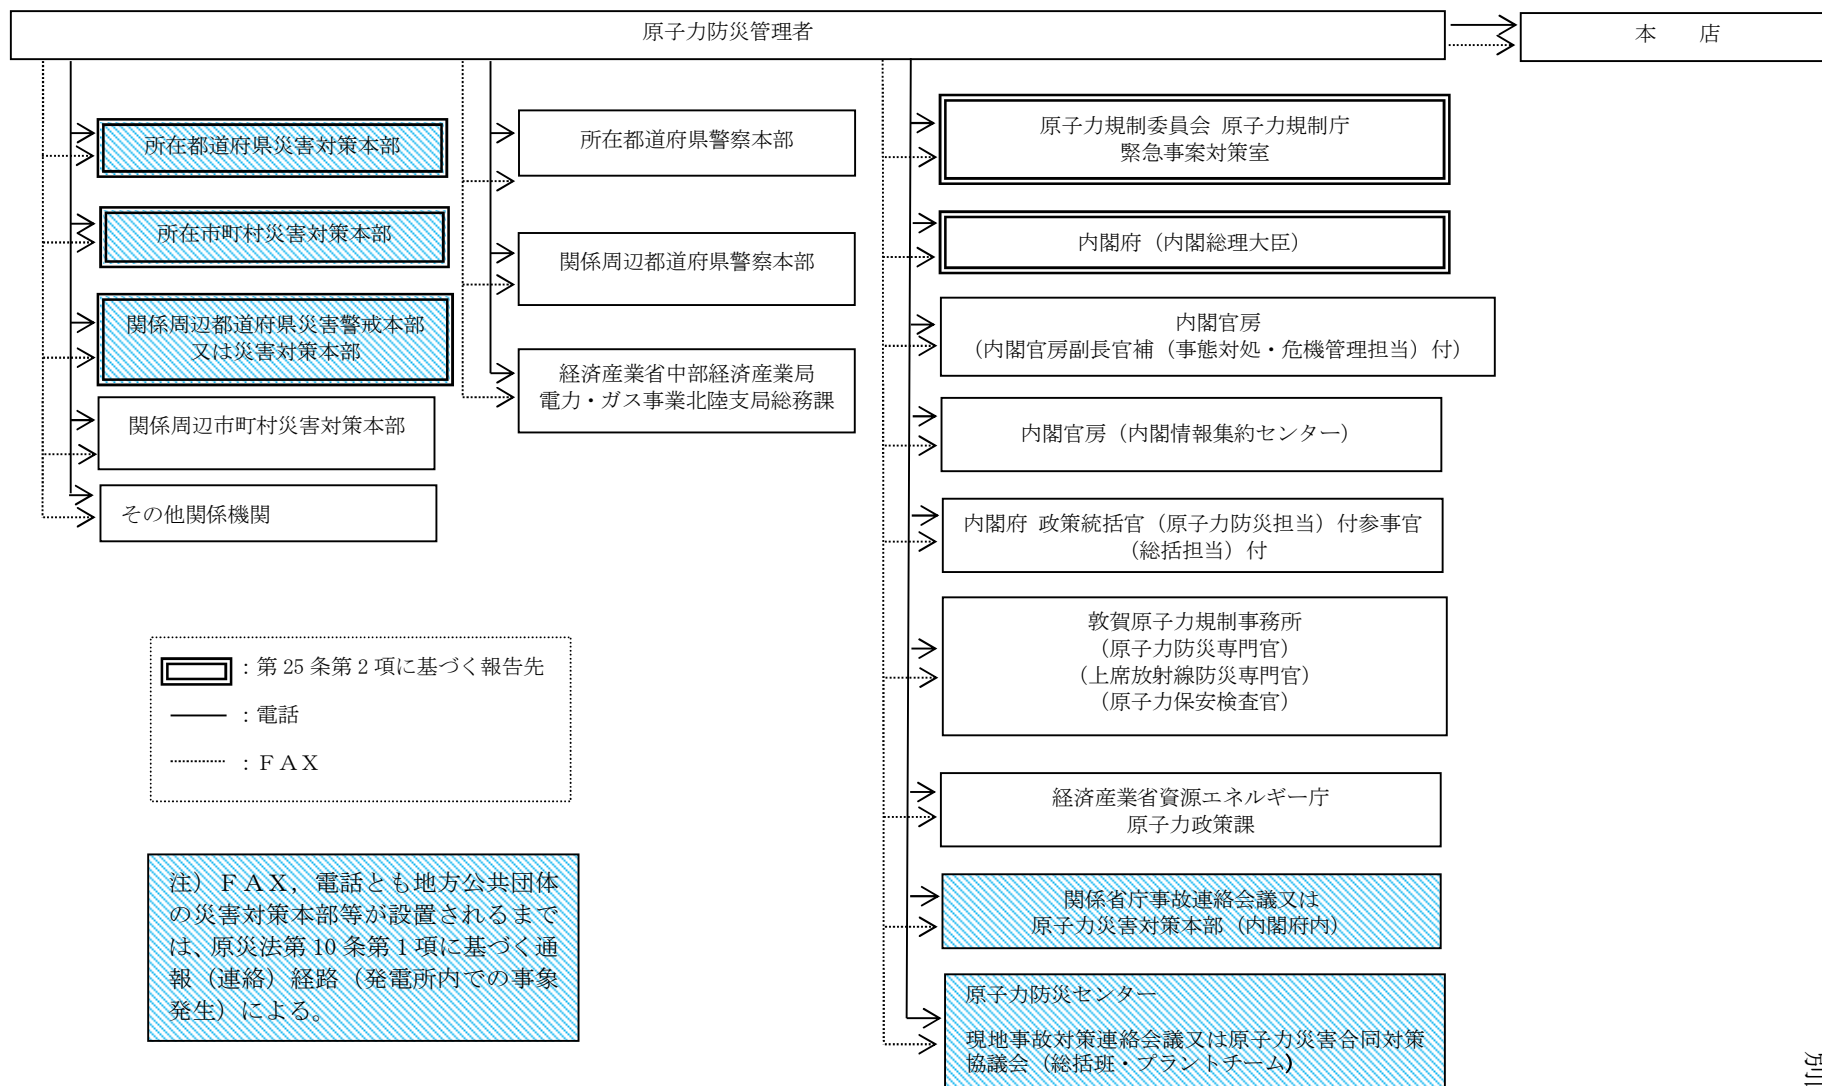 原子力防災管理者
本　店
所在都道府県災害対策本部
所在市町村災害対策本部
関係周辺都道府県災害警戒本部
又は災害対策本部
関係周辺市町村災害対策本部
その他関係機関
所在都道府県警察本部
関係周辺都道府県警察本部
経済産業省中部経済産業局
電力・ガス事業北陸支局総務課
原子力規制委員会 原子力規制庁
緊急事案対策室
内閣府（内閣総理大臣）
内閣官房
（内閣官房副長官補（事態対処・危機管理担当）付）
内閣官房（内閣情報集約センター）
内閣府 政策統括官（原子力防災担当）付参事官
（総括担当）付
敦賀原子力規制事務所
（原子力防災専門官）
（上席放射線防災専門官）
（原子力保安検査官）
経済産業省資源エネルギー庁
原子力政策課
関係省庁事故連絡会議又は
原子力災害対策本部（内閣府内）
原子力防災センター
現地事故対策連絡会議又は原子力災害合同対策
協議会（総括班・プラントチーム）
：第 25 条第 2 項に基づく報告先
：電話
：ＦＡＸ
注）ＦＡＸ，電話とも地方公共団体
の災害対策本部等が設置されるまで
は、原災法第 10 条第 1 項に基づく通
報（連絡）経路（発電所内での事象
発生）による。